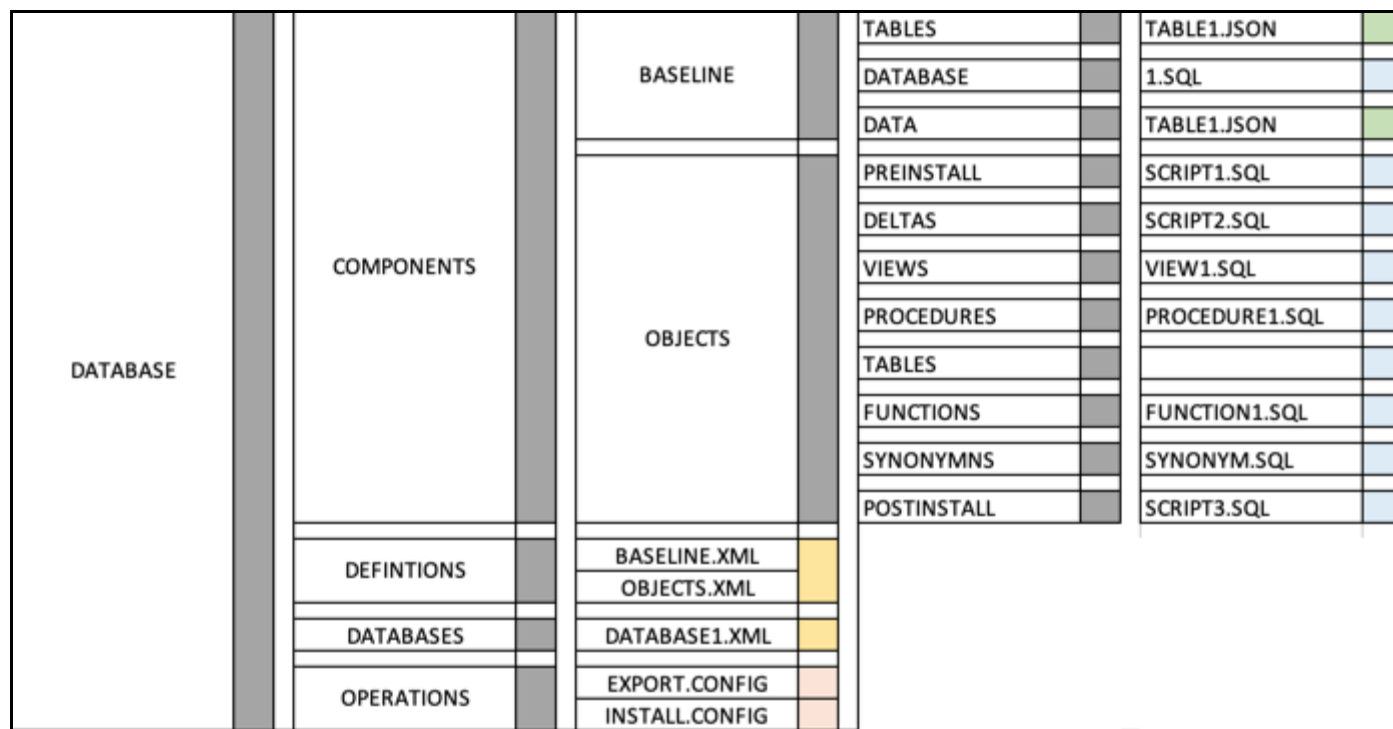 DATABASE
COMPONENTS
BASELINE
TABLES
TABLE1.JSON
DATABASE
1.SQL
DATA
TABLE1.JSON
OBJECTS
PREINSTALL
SCRIPT1.SQL
DELTAS
SCRIPT2.SQL
VIEWS
VIEW1.SQL
PROCEDURES
PROCEDURE1.SQL
TABLES
FUNCTIONS
FUNCTION1.SQL
SYNONYMNS
SYNONYM.SQL
POSTINSTALL
SCRIPT3.SQL
DEFINTIONS
BASELINE.XML
OBJECTS.XML
DATABASES
DATABASE1.XML
OPERATIONS
EXPORT.CONFIG
INSTALL.CONFIG